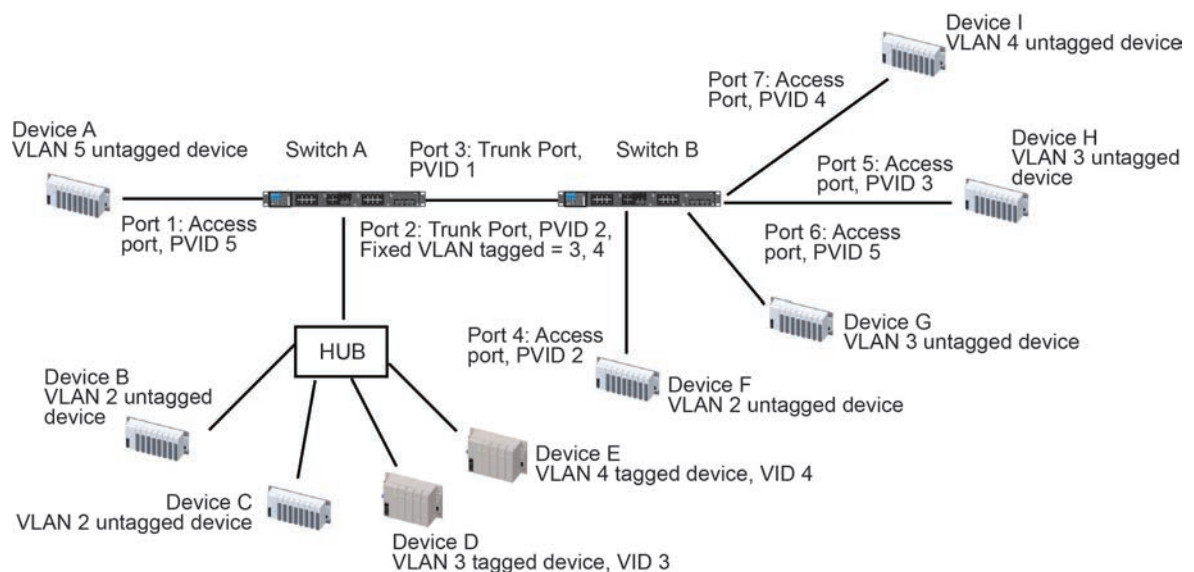 Device I
VLAN 4 untagged device
Port 7: Access
Port, PVID 4
Device A
VLAN 5 untagged device
Switch A
Port 3: Trunk Port,
PVID 1
Switch B
Port 5: Access
port, PVID 3
Device H
VLAN 3 untagged
device
Port 1: Access
port, PVID 5
Port 2: Trunk Port, PVID 2,
Fixed VLAN tagged = 3, 4
Port 6: Access
port, PVID 5
HUB
Port 4: Access
port, PVID 2
Device G
VLAN 3 untagged device
Device B
VLAN 2 untagged
device
Device F
VLAN 2 untagged device
Device E
VLAN 4 tagged device, VID 4
Device C
VLAN 2 untagged device
Device D
VLAN 3 tagged device, VID 3